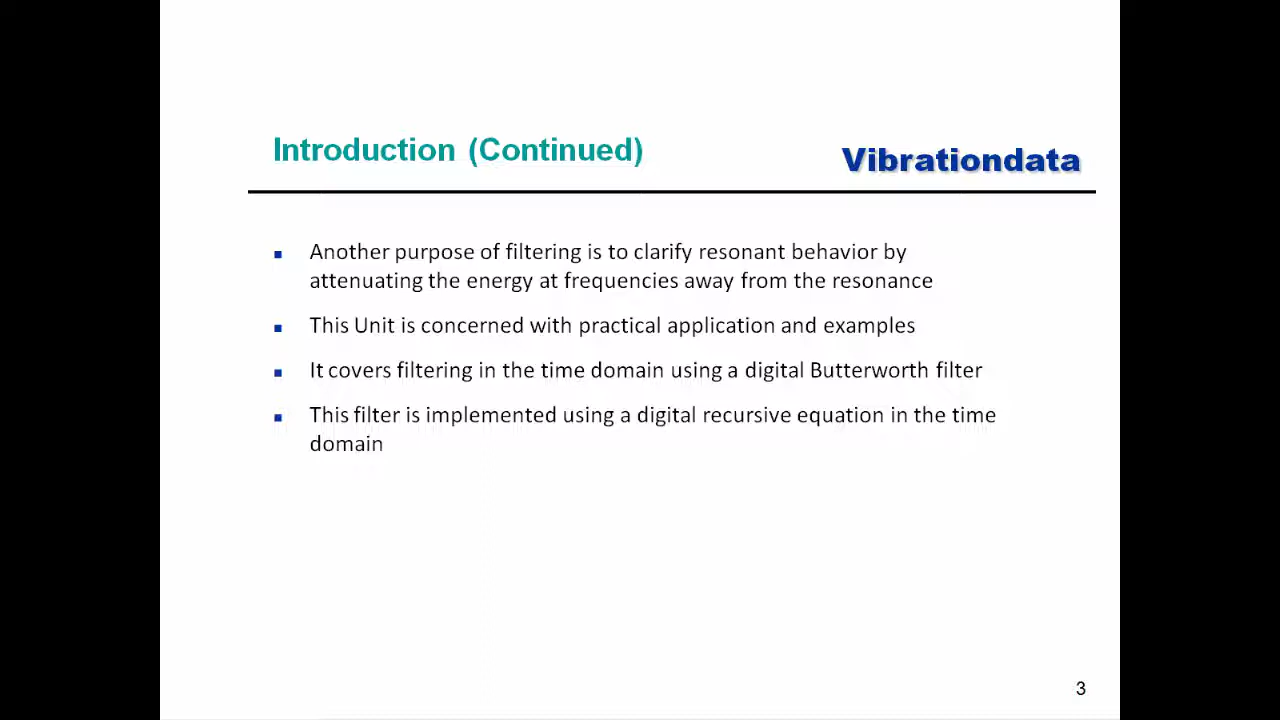 Introduction (Continued)
Vibrationdata
Another purpose of filtering is to clarify resonant behavior by
attenuating the energy at frequencies away from the resonance
This Unit is concerned with practical application and examples
It covers filtering in the time domain using a digital Butterworth filter
This filter is implemented using a digital recursive equation in the time
domain
3